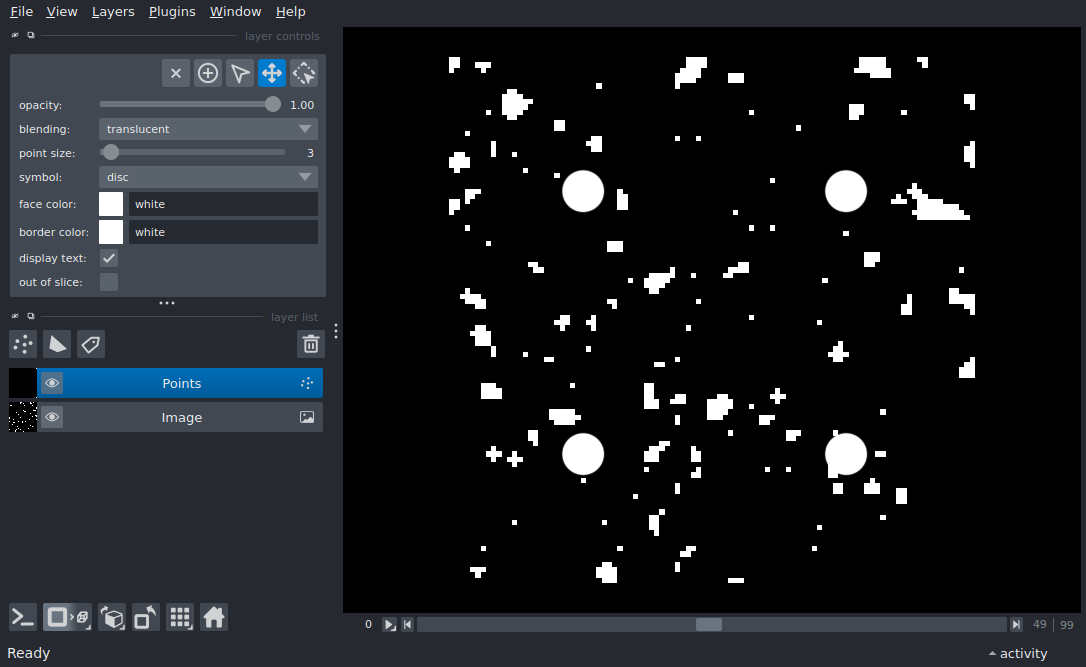 File View Layers Plugins Window Help
layer controls
opacity: 1.00
blending: translucent
point size: 3
symbol: disc
face color: white
border color: white
display text:
out of slice:
layer list
Points
Image
0 49 | 99
Ready activity